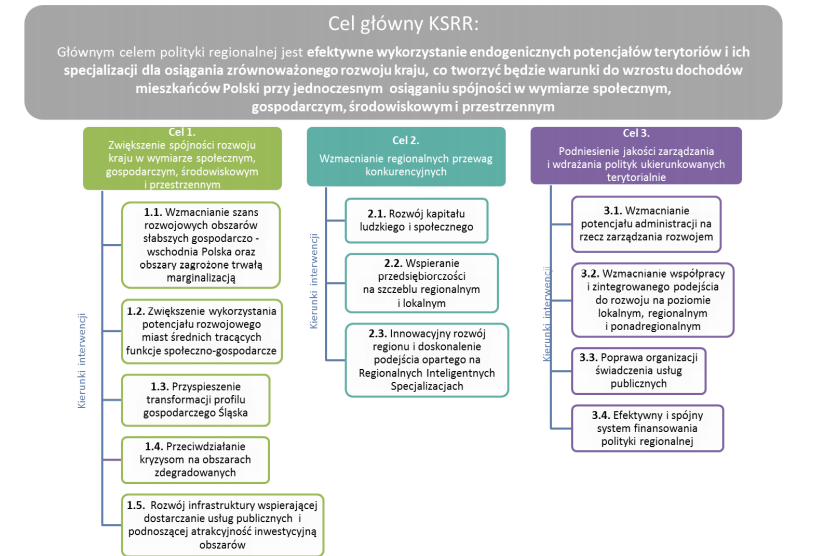 Cel główny KSRR:
Głównym celem polityki regionalnej jest efektywne wykorzystanie endogenicznych potencjałów terytoriów i ich
specjalizacji dla osiągania zrównoważonego rozwoju kraju, co tworzyć będzie warunki do wzrostu dochodów
mieszkańców Polski przy jednoczesnym osiąganiu spójności w wymiarze społecznym,
gospodarczym, środowiskowym i przestrzennym
Cel 1.
Zwiększenie spójności rozwoju
kraju w wymiarze społecznym,
gospodarczym, środowiskowym
i przestrzennym
Kierunki interwencji
1.1. Wzmacnianie szans
rozwojowych obszarów
słabszych gospodarczo -
wschodnia Polska oraz
obszary zagrożone trwałą
marginalizacją
1.2. Zwiększenie wykorzystania
potencjału rozwojowego
miast średnich tracących
funkcje społeczno-gospodarcze
1.3. Przyspieszenie
transformacji profilu
gospodarczego Śląska
1.4. Przeciwdziałanie
kryzysom na obszarach
zdegradowanych
1.5. Rozwój infrastruktury wspierającej
dostarczanie usług publicznych i
podnoszącej atrakcyjność inwestycyjną
obszarów
Cel 2.
Wzmacnianie regionalnych przewag
konkurencyjnych
Kierunki interwencji
2.1. Rozwój kapitału
ludzkiego i społecznego
2.2. Wspieranie
przedsiębiorczości
na szczeblu regionalnym
i lokalnym
2.3. Innowacyjny rozwój
regionu i doskonalenie
podejścia opartego na
Regionalnych Inteligentnych
Specjalizacjach
Cel 3.
Podniesienie jakości zarządzania
i wdrażania polityk ukierunkowanych
terytorialnie
Kierunki interwencji
3.1. Wzmacnianie
potencjału administracji na
rzecz zarządzania rozwojem
3.2. Wzmacnianie współpracy
i zintegrowanego podejścia
do rozwoju na poziomie
lokalnym, regionalnym
i ponadregionalnym
3.3. Poprawa organizacji
świadczenia usług
publicznych
3.4. Efektywny i spójny
system finansowania
polityki regionalnej